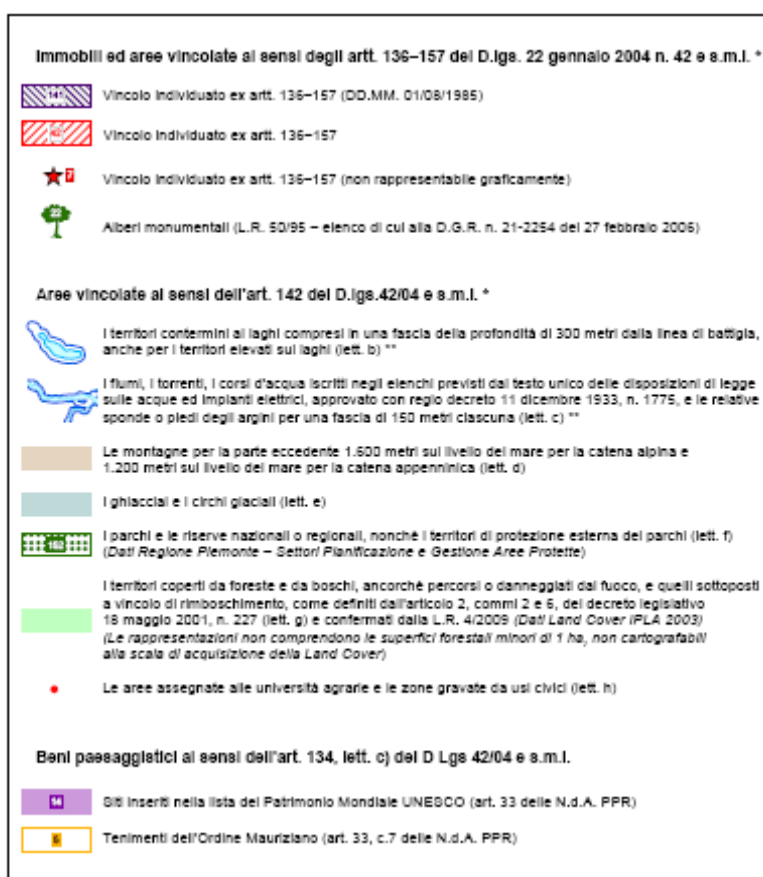 Immobili ed aree vincolate ai sensi degli artt. 136–157 del D.lgs. 22 gennaio 2004 n. 42 e s.m.i. *
Vincolo individuato ex artt. 136–157 (DD.MM. 01/08/1985)
Vincolo individuato ex artt. 136–157
7
Vincolo individuato ex artt. 136–157 (non rappresentabile graficamente)
22
Alberi monumentali (L.R. 50/95 – elenco di cui alla D.G.R. n. 21-2254 del 27 febbraio 2006)
Aree vincolate ai sensi dell'art. 142 del D.lgs.42/04 e s.m.i. *
I territori contermini ai laghi compresi in una fascia della profondità di 300 metri dalla linea di battigia,
anche per i territori elevati sui laghi (lett. b) **
I fiumi, i torrenti, i corsi d'acqua iscritti negli elenchi previsti dal testo unico delle disposizioni di legge
sulle acque ed impianti elettrici, approvato con regio decreto 11 dicembre 1933, n. 1775, e le relative
sponde o piedi degli argini per una fascia di 150 metri ciascuna (lett. c) **
Le montagne per la parte eccedente 1.600 metri sul livello del mare per la catena alpina e
1.200 metri sul livello del mare per la catena appenninica (lett. d)
I ghiacciai e i circhi glaciali (lett. e)
I parchi e le riserve nazionali o regionali, nonchè i territori di protezione esterna dei parchi (lett. f)
(Dati Regione Piemonte – Settori Pianificazione e Gestione Aree Protette)
I territori coperti da foreste e da boschi, ancorchè percorsi o danneggiati dal fuoco, e quelli sottoposti
a vincolo di rimboschimento, come definiti dall'articolo 2, commi 2 e 6, del decreto legislativo
18 maggio 2001, n. 227 (lett. g) e confermati dalla L.R. 4/2009 (Dati Land Cover IPLA 2003)
(Le rappresentazioni non comprendono le superfici forestali minori di 1 ha, non cartografabili
alla scala di acquisizione della Land Cover)
Le aree assegnate alle università agrarie e le zone gravate da usi civici (lett. h)
Beni paesaggistici ai sensi dell'art. 134, lett. c) del D Lgs 42/04 e s.m.i.
14
Siti inseriti nella lista del Patrimonio Mondiale UNESCO (art. 33 delle N.d.A. PPR)
Tenimenti dell'Ordine Mauriziano (art. 33, c.7 delle N.d.A. PPR)